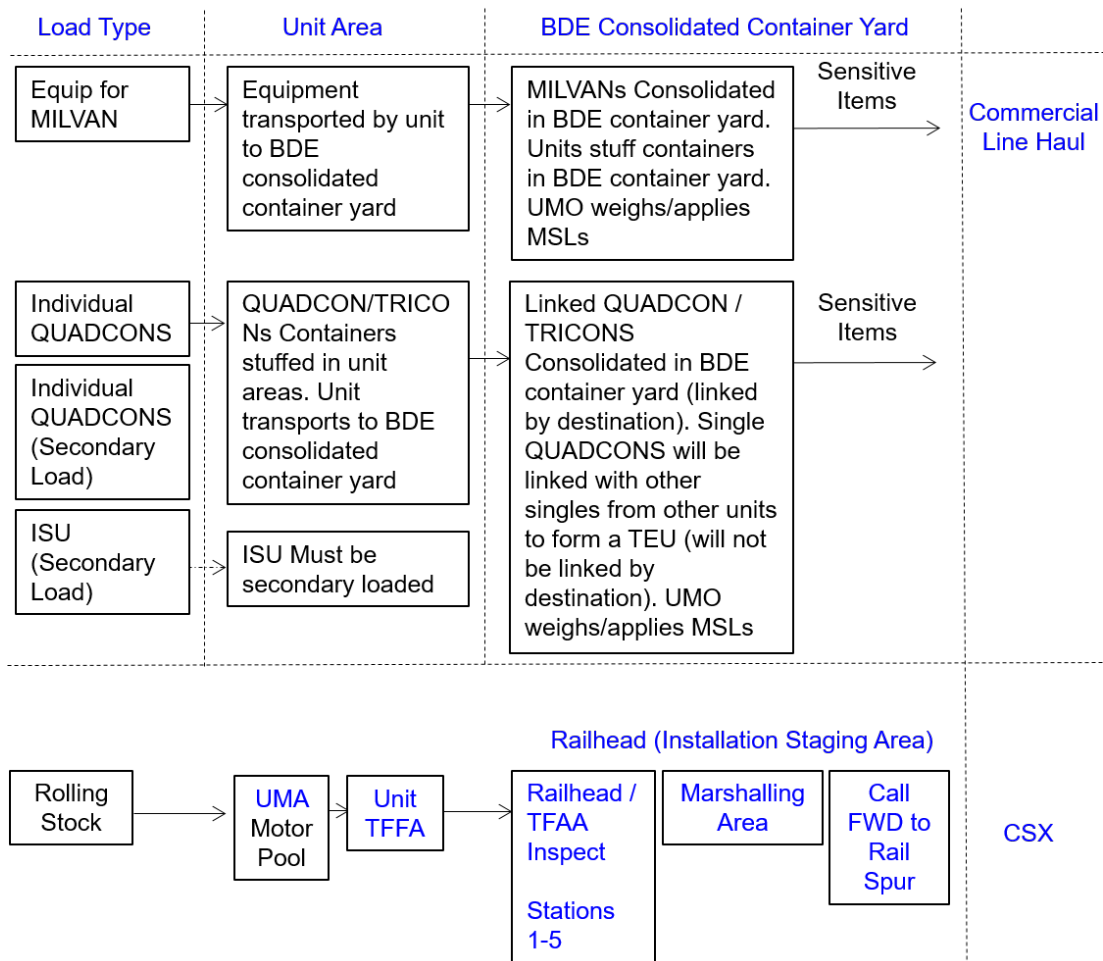 Load Type
Unit Area
BDE Consolidated Container Yard
Equip for
MILVAN
Equipment
transported by unit
to BDE
consolidated
container yard
MILVANs Consolidated
in BDE container yard.
Units stuff containers
in BDE container yard.
UMO weighs/applies
MSLs
Sensitive
Items
Commercial
Line Haul
Individual
QUADCONS
Individual
QUADCONS
(Secondary
Load)
ISU
(Secondary
Load)
QUADCON/TRICO
Ns Containers
stuffed in unit
areas. Unit
transports to BDE
consolidated
container yard
ISU Must be
secondary loaded
Linked QUADCON /
TRICONS
Consolidated in BDE
container yard (linked
by destination). Single
QUADCONS will be
linked with other
singles from other units
to form a TEU (will not
be linked by
destination). UMO
weighs/applies MSLs
Sensitive
Items
Railhead (Installation Staging Area)
Rolling
Stock
UMA
Motor
Pool
Unit
TFFA
Railhead /
TFAA
Inspect
Stations
1-5
Marshalling
Area
Call
FWD to
Rail
Spur
CSX